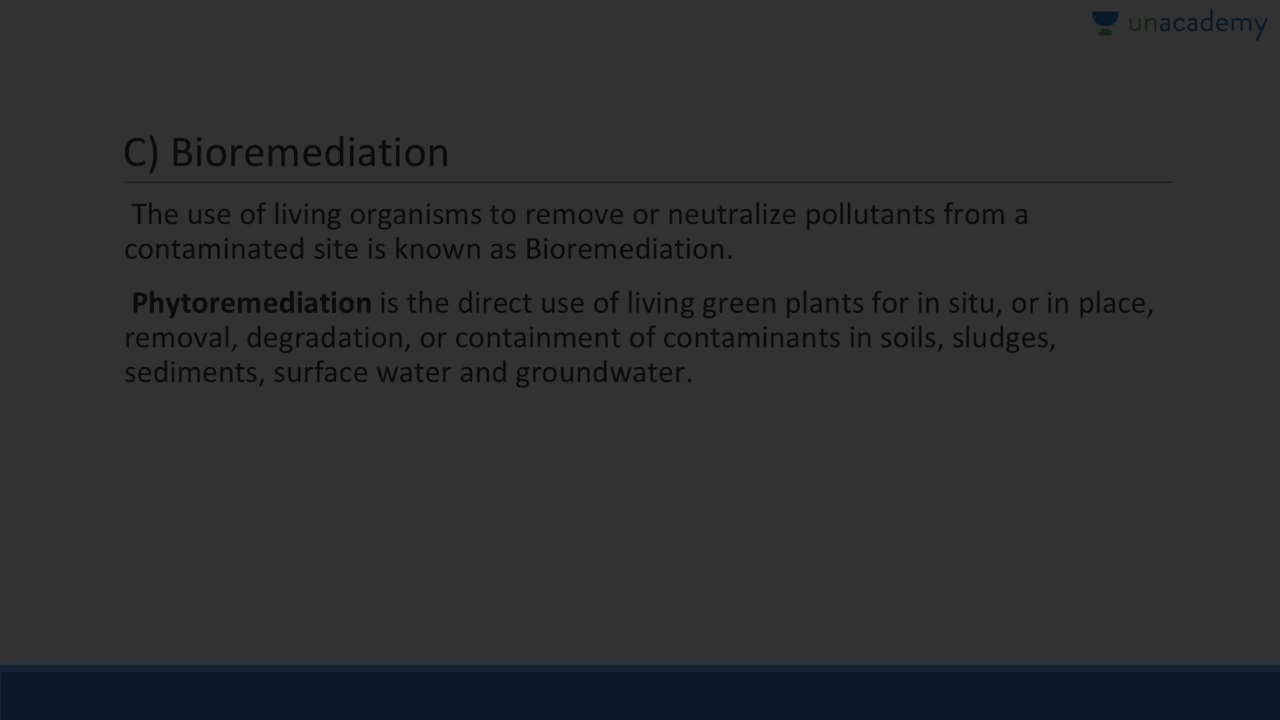 unacademy
C) Bioremediation
The use of living organisms to remove or neutralize pollutants from a
contaminated site is known as Bioremediation.
Phytoremediation is the direct use of living green plants for in situ, or in place,
removal, degradation, or containment of contaminants in soils, sludges,
sediments, surface water and groundwater.